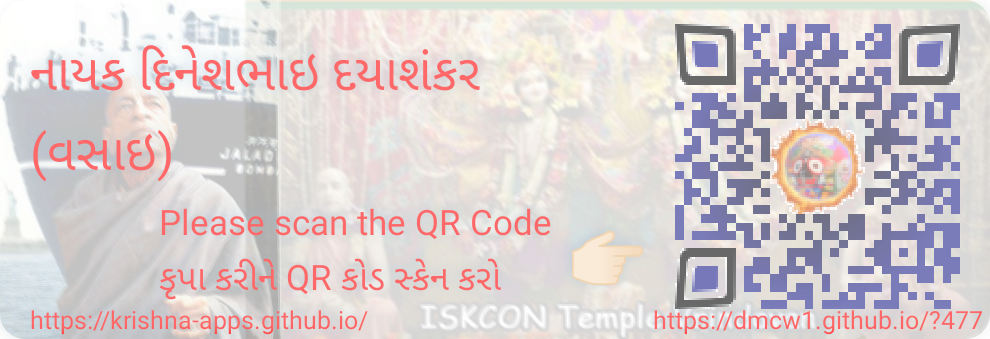 નાયક દિનેશભાઇ દયાશંકર
(વસાઇ)
JALAD
Please scan the QR Code
કૃપા કરીને QR કોડ સ્કેન કરો
ISKCON Temple
https://krishna-apps.github.io/
https://dmcw1.github.io/?477